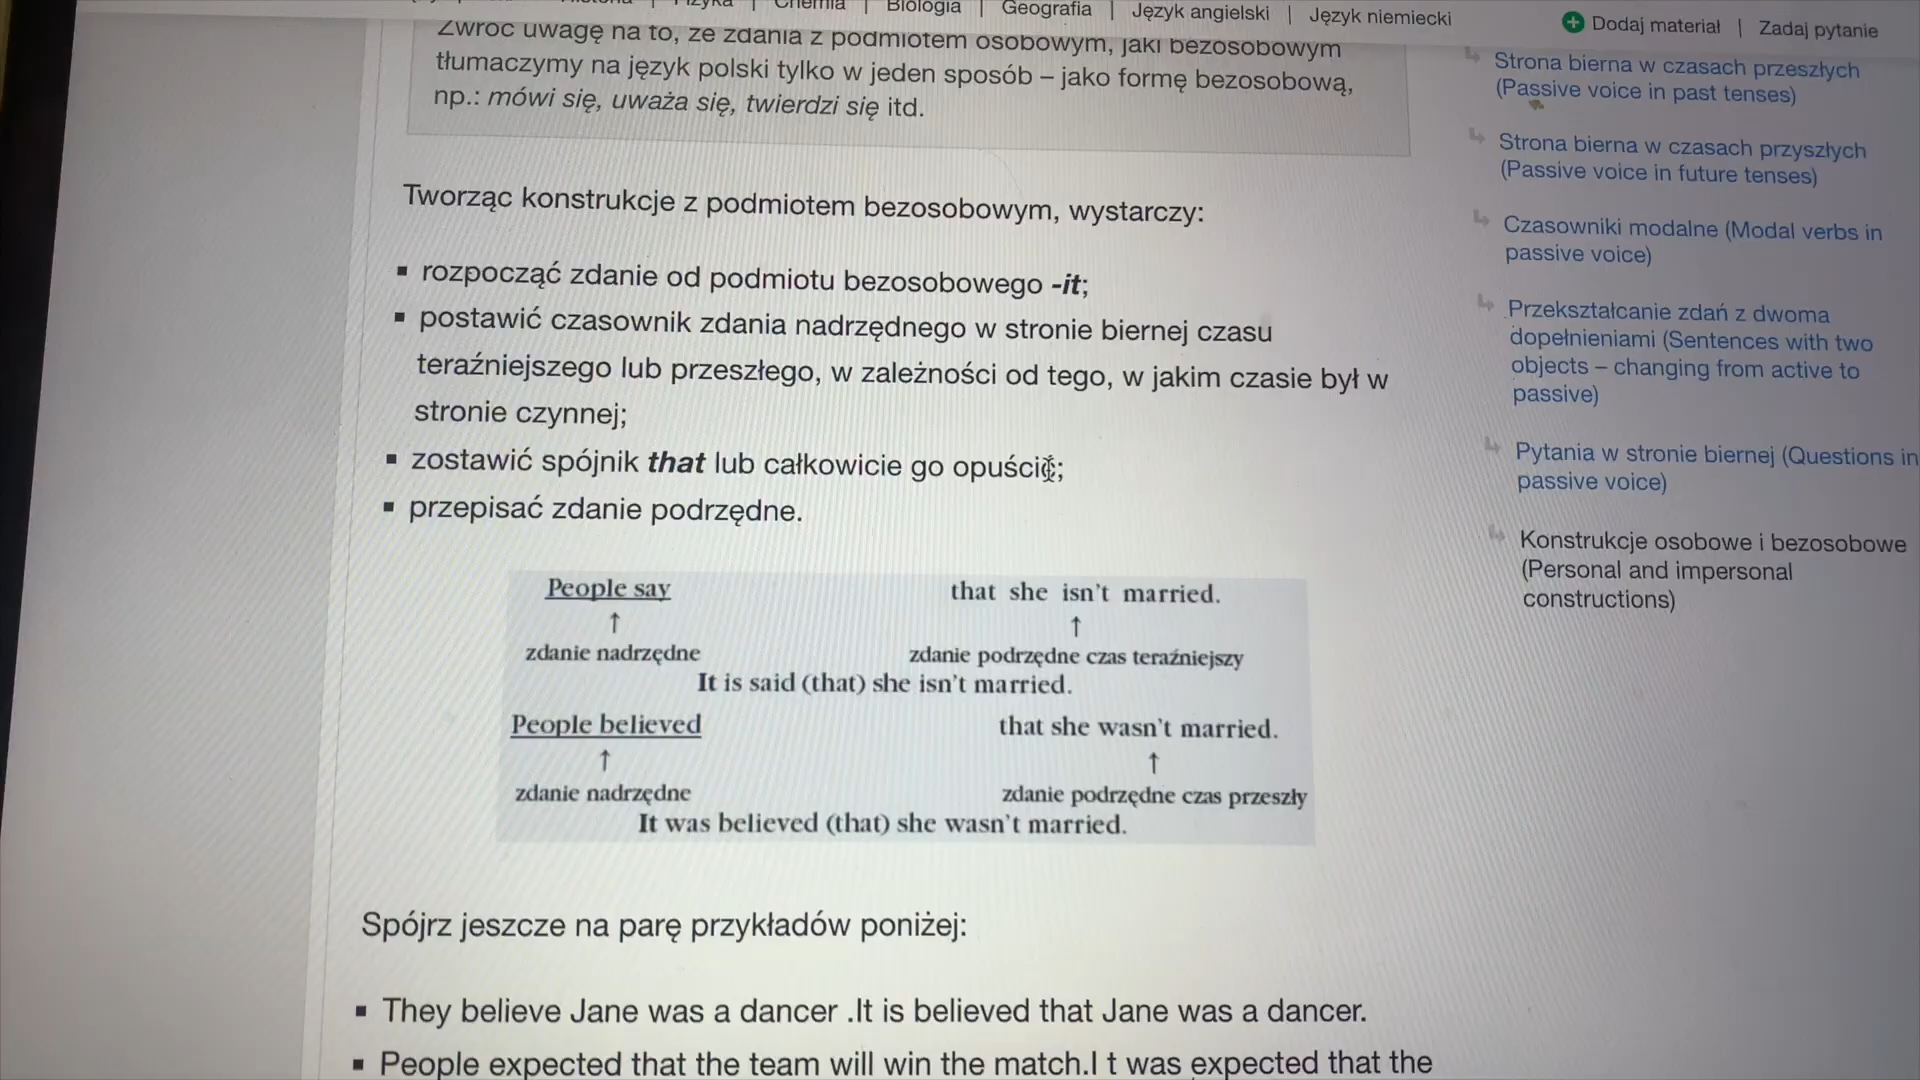 Fizyka | Chemia | Biologia | Geografia | Język angielski | Język niemiecki
Dodaj materiał | Zadaj pytanie
Zwróć uwagę na to, że zdania z podmiotem osobowym, jaki bezosobowym
tłumaczymy na język polski tylko w jeden sposób – jako formę bezosobową,
np.: mówi się, uważa się, twierdzi się itd.
Tworząc konstrukcje z podmiotem bezosobowym, wystarczy:
▪ rozpocząć zdanie od podmiotu bezosobowego -it;
▪ postawić czasownik zdania nadrzędnego w stronie biernej czasu
teraźniejszego lub przeszłego, w zależności od tego, w jakim czasie był w
stronie czynnej;
▪ zostawić spójnik that lub całkowicie go opuścić;
▪ przepisać zdanie podrzędne.
People say that she isn't married.
↑ ↑
zdanie nadrzędne zdanie podrzędne czas teraźniejszy
It is said (that) she isn't married.
People believed that she wasn't married.
↑ ↑
zdanie nadrzędne zdanie podrzędne czas przeszły
It was believed (that) she wasn't married.
Spójrz jeszcze na parę przykładów poniżej:
▪ They believe Jane was a dancer .It is believed that Jane was a dancer.
▪ People expected that the team will win the match.I t was expected that the
Strona bierna w czasach przeszłych
(Passive voice in past tenses)
Strona bierna w czasach przyszłych
(Passive voice in future tenses)
Czasowniki modalne (Modal verbs in
passive voice)
Przekształcanie zdań z dwoma
dopełnieniami (Sentences with two
objects – changing from active to
passive)
Pytania w stronie biernej (Questions in
passive voice)
Konstrukcje osobowe i bezosobowe
(Personal and impersonal
constructions)